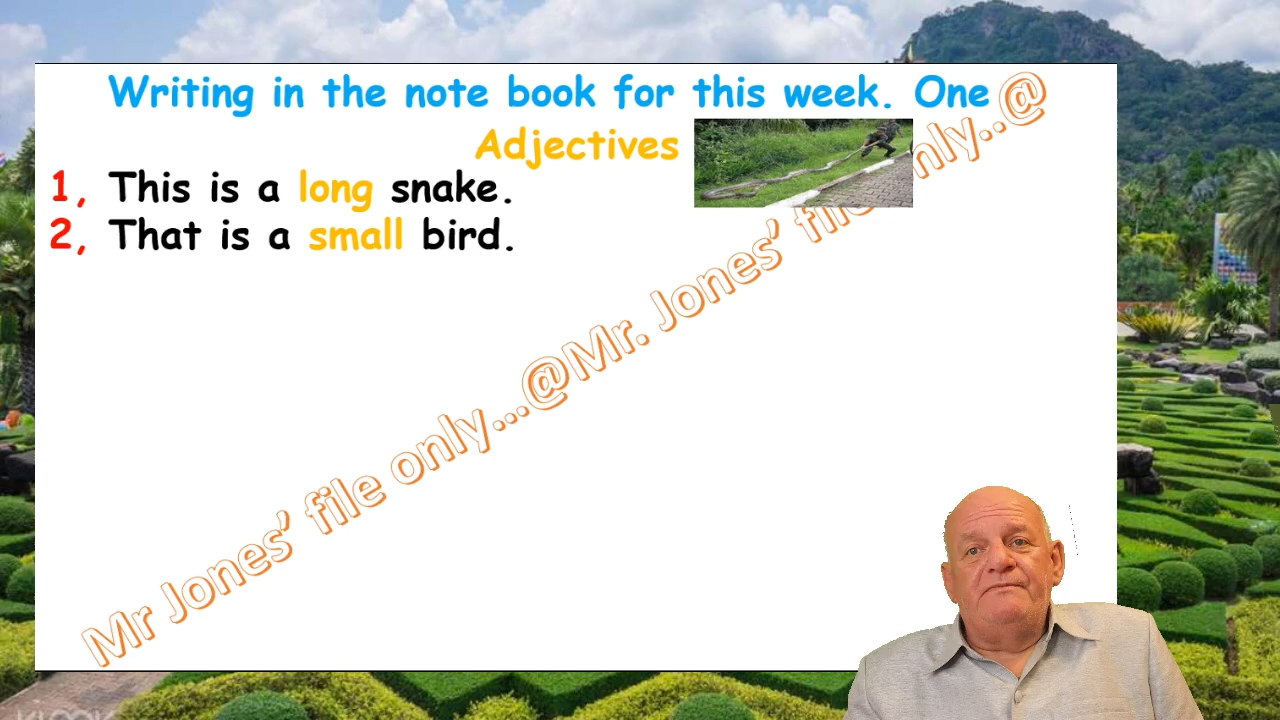 Writing in the note book for this week. One
Adjectives
1, This is a long snake.
2, That is a small bird.
Mr Jones’ file only...@Mr. Jones’ file only..@
KLOOK